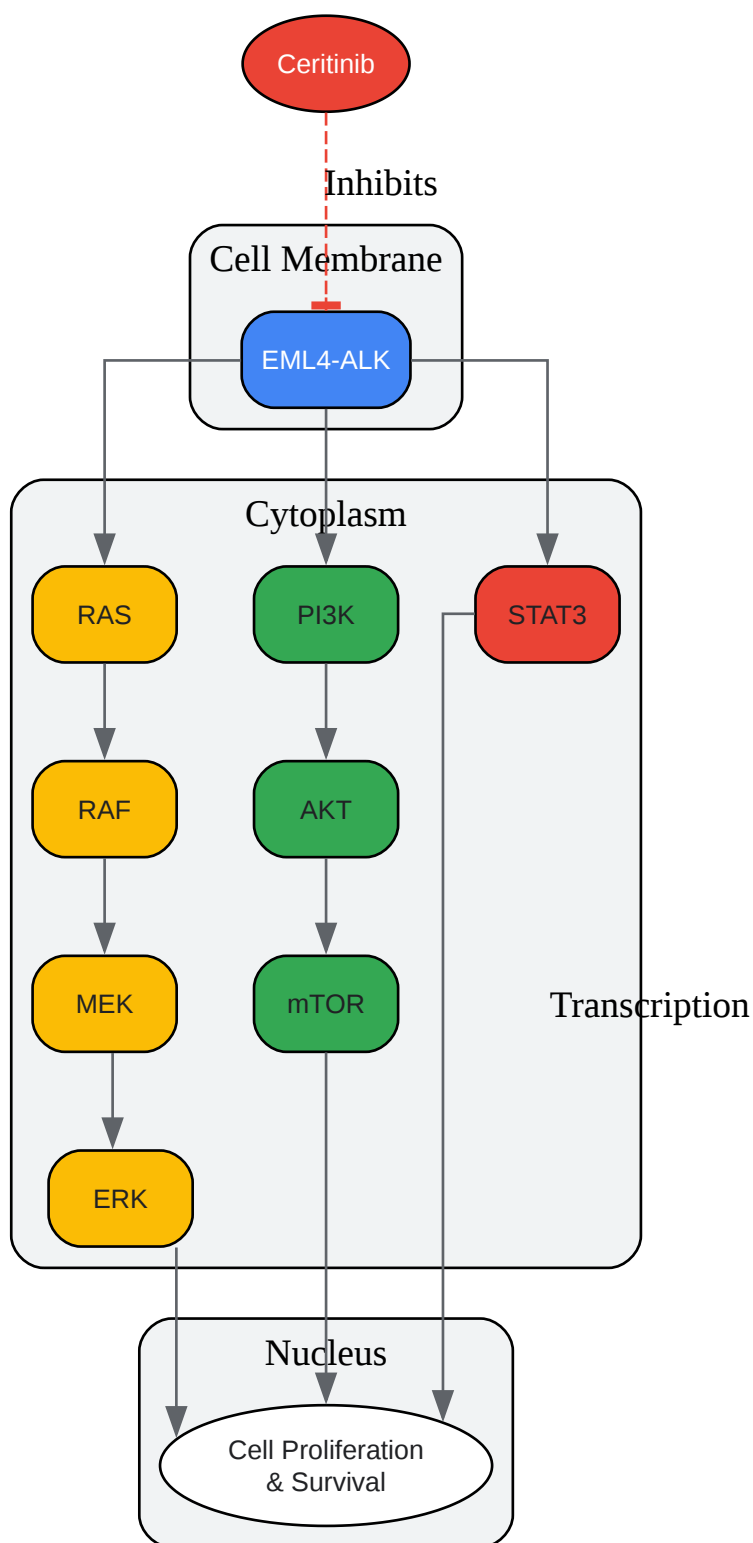 Ceritinib
Inhibits
Cell Membrane
EML4-ALK
Cytoplasm
RAS
PI3K
STAT3
RAF
AKT
MEK
mTOR
Transcription
ERK
Nucleus
Cell Proliferation
& Survival